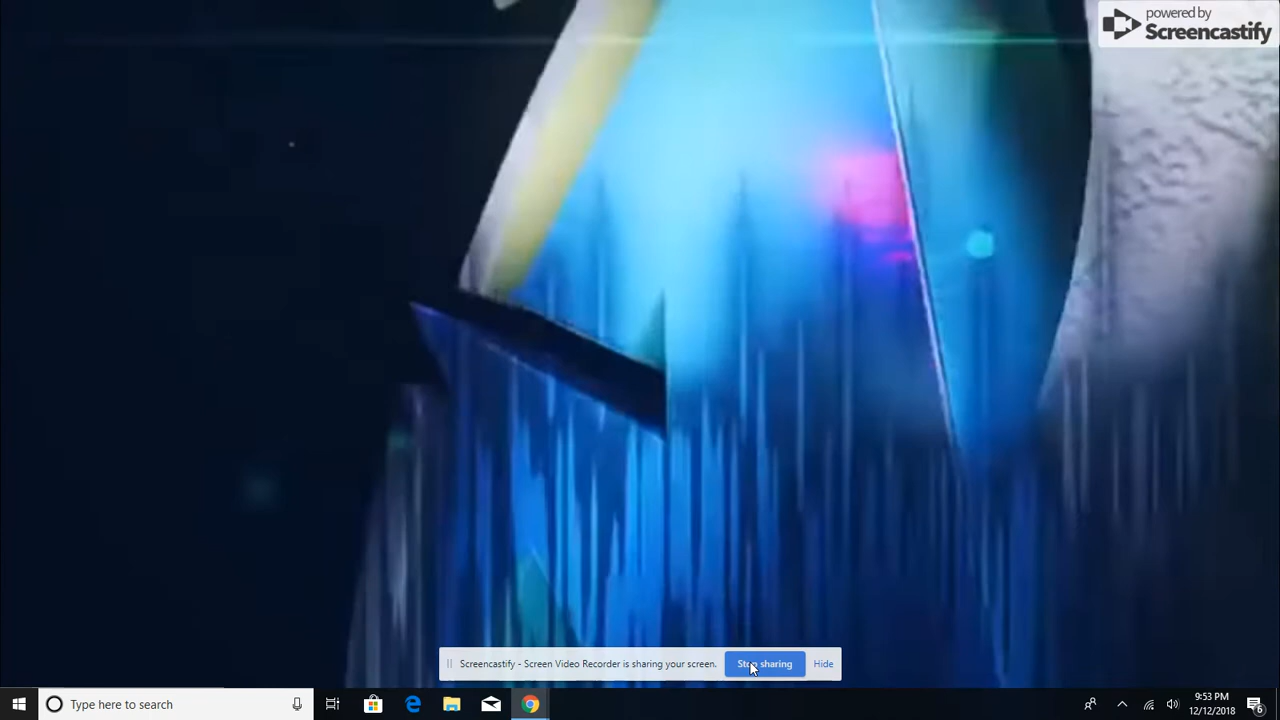 powered by
Screencastify
Screencastify - Screen Video Recorder is sharing your screen.
Stop sharing
Hide
Type here to search
9:53 PM
12/12/2018
6